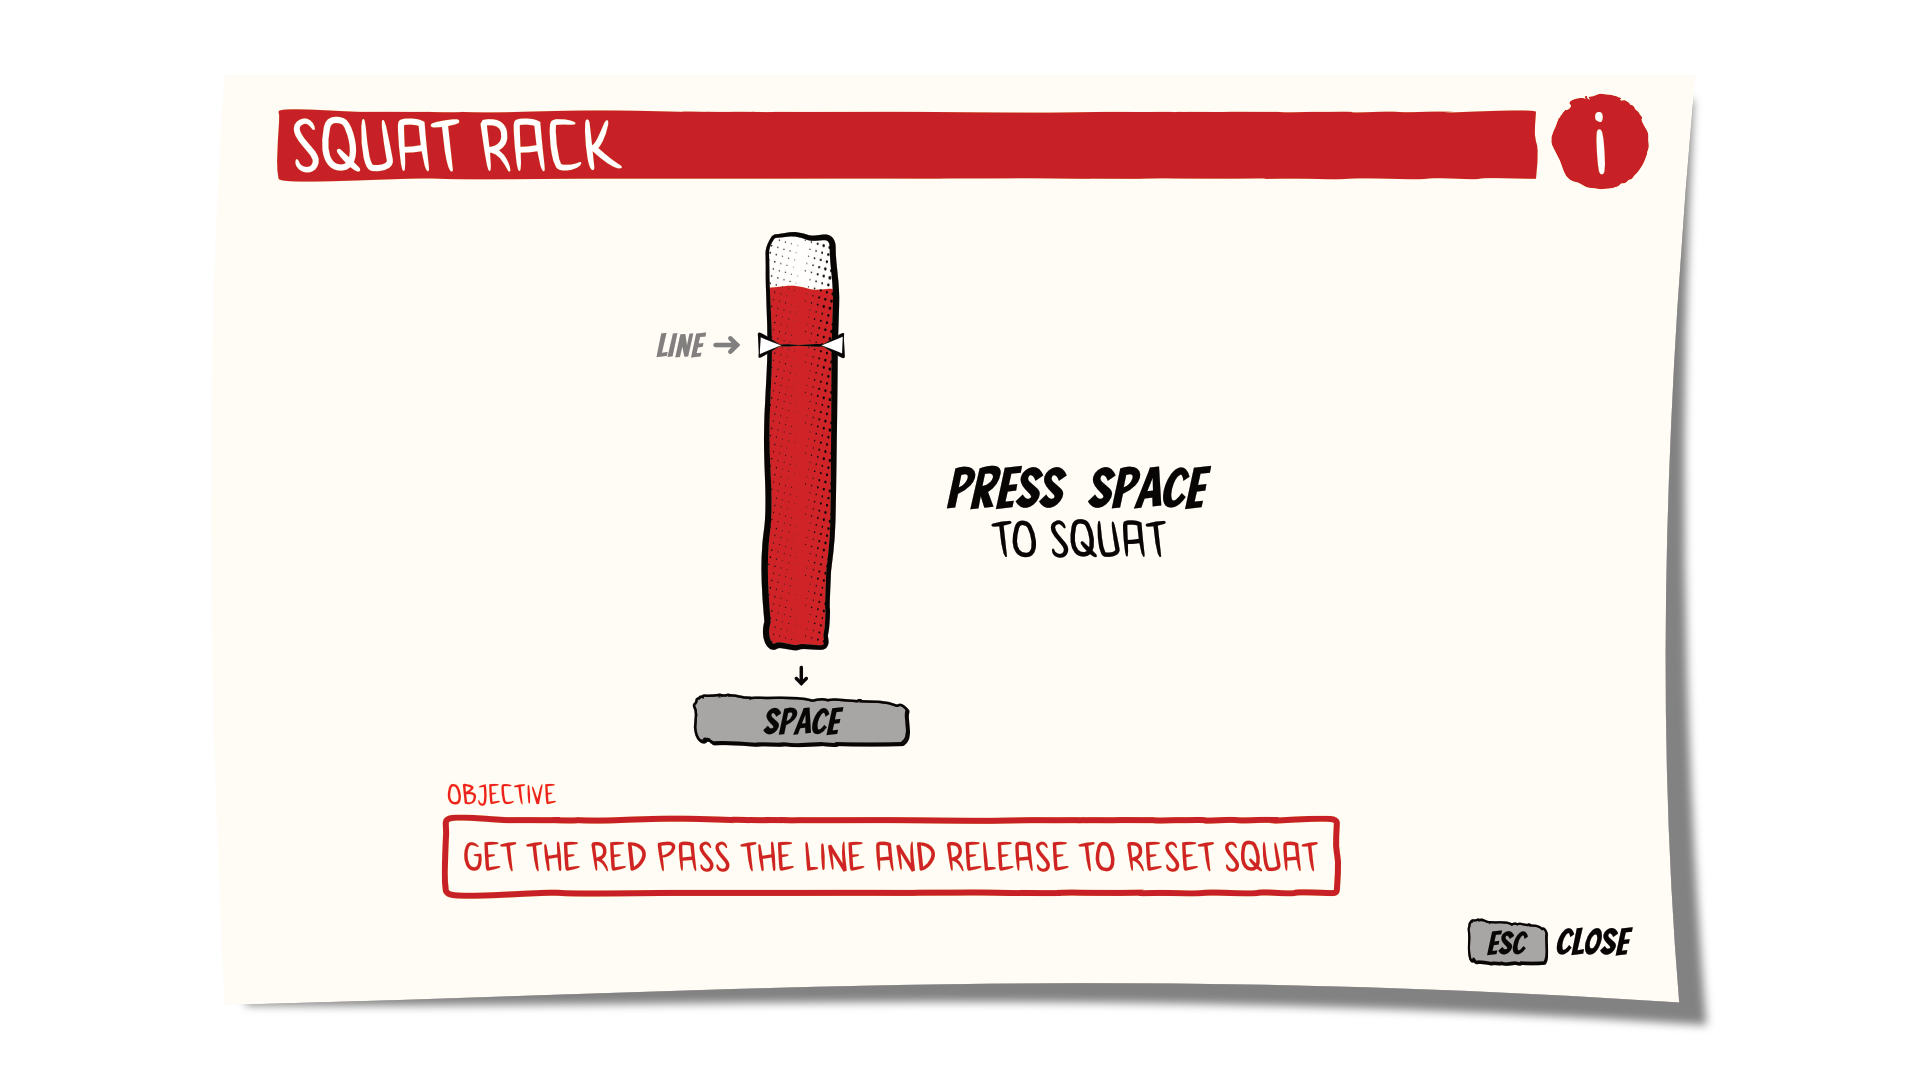 SQUAT RACK
i
LINE →
PRESS SPACE
TO SQUAT
SPACE
OBJECTIVE
GET THE RED PASS THE LINE AND RELEASE TO RESET SQUAT
ESC CLOSE